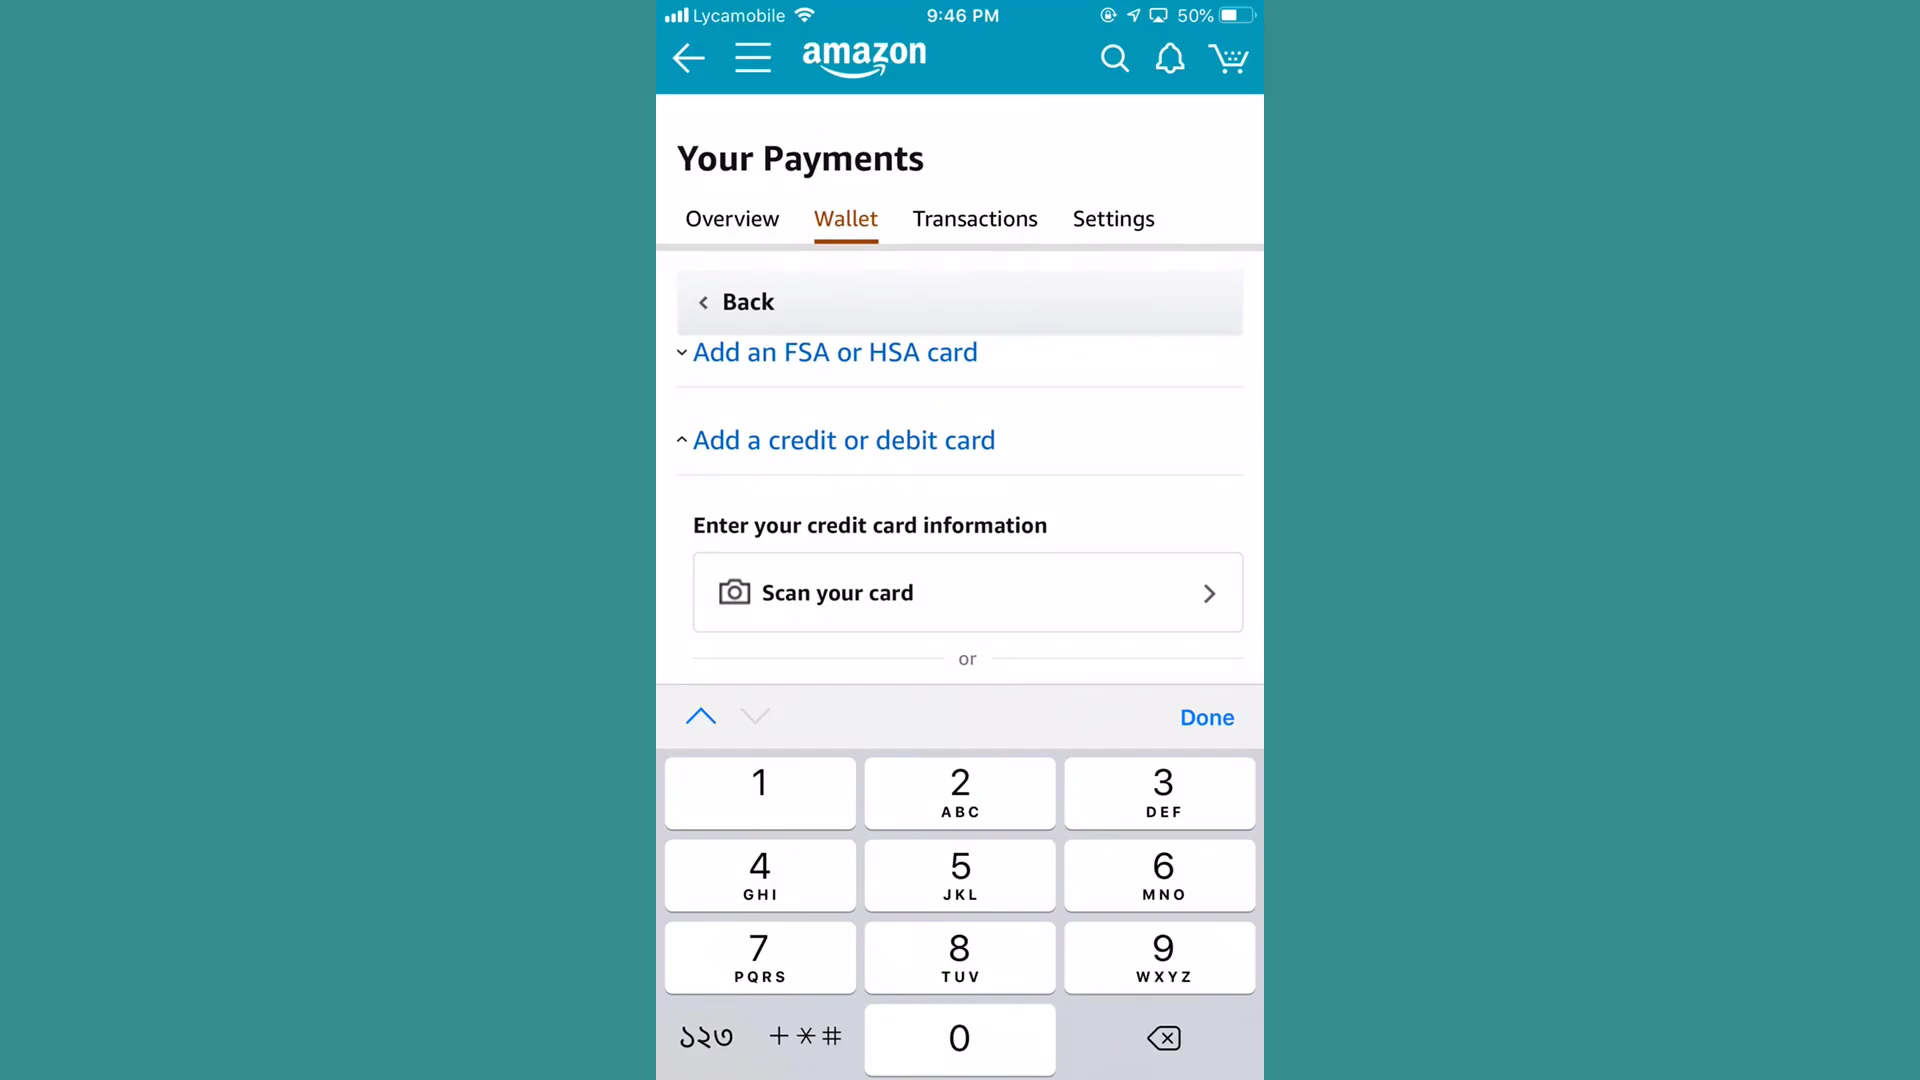 Lycamobile 9:46 PM 50%
amazon
Your Payments
Overview Wallet Transactions Settings
Back
Add an FSA or HSA card
Add a credit or debit card
Enter your credit card information
Scan your card
or
Done
1 2 3
ABC DEF
4 5 6
GHI JKL MNO
7 8 9
PQRS TUV WXYZ
১২৩ +*# 0